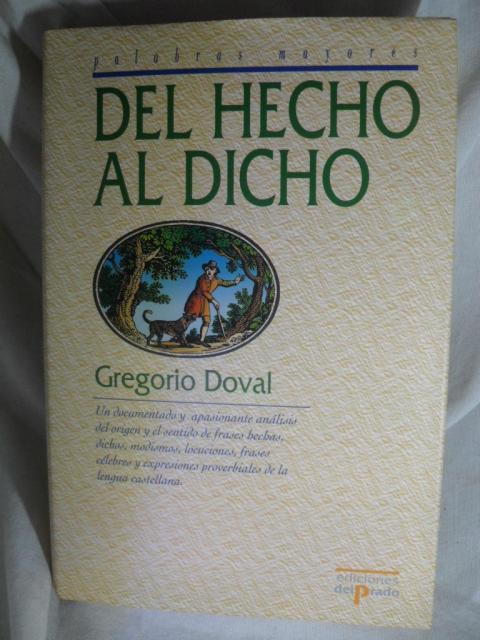 palabras mayores
DEL HECHO
AL DICHO
Gregorio Doval
Un documentado y apasionante análisis
del origen y el sentido de frases hechas,
dichos, modismos, locuciones, frases
célebres y expresiones proverbiales de la
lengua castellana.
ediciones
delPrado